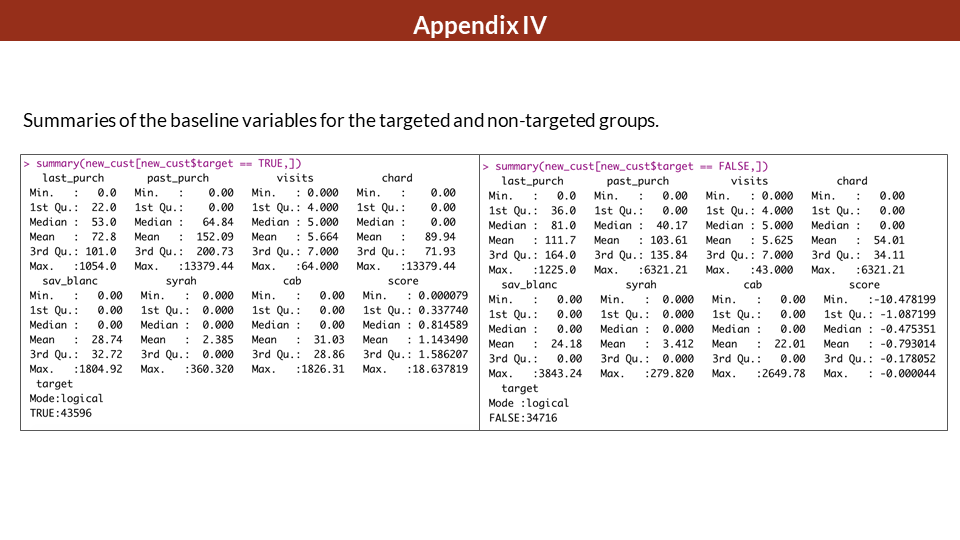 Appendix IV
Summaries of the baseline variables for the targeted and non-targeted groups.
> summary(new_cust[new_cust$target == TRUE,])
last_purch past_purch visits chard
Min. : 0.0 Min. : 0.00 Min. : 0.000 Min. : 0.00
1st Qu.: 22.0 1st Qu.: 0.00 1st Qu.: 4.000 1st Qu.: 0.00
Median : 53.0 Median : 64.84 Median : 5.000 Median : 0.00
Mean : 72.8 Mean : 152.09 Mean : 5.664 Mean : 89.94
3rd Qu.: 101.0 3rd Qu.: 200.73 3rd Qu.: 7.000 3rd Qu.: 71.93
Max. :1054.0 Max. :13379.44 Max. :64.000 Max. :13379.44
sav_blanc syrah cab score
Min. : 0.00 Min. : 0.000 Min. : 0.00 Min. : 0.000079
1st Qu.: 0.00 1st Qu.: 0.000 1st Qu.: 0.00 1st Qu.: 0.337740
Median : 0.00 Median : 0.000 Median : 0.00 Median : 0.814589
Mean : 28.74 Mean : 2.385 Mean : 31.03 Mean : 1.143490
3rd Qu.: 32.72 3rd Qu.: 0.000 3rd Qu.: 28.86 3rd Qu.: 1.586207
Max. :1804.92 Max. :360.320 Max. :1826.31 Max. :18.637819
target
Mode:logical
TRUE:43596
> summary(new_cust[new_cust$target == FALSE,])
last_purch past_purch visits chard
Min. : 0.0 Min. : 0.00 Min. : 0.000 Min. : 0.00
1st Qu.: 36.0 1st Qu.: 0.00 1st Qu.: 4.000 1st Qu.: 0.00
Median : 81.0 Median : 40.17 Median : 5.000 Median : 0.00
Mean : 111.7 Mean : 103.61 Mean : 5.625 Mean : 54.01
3rd Qu.: 164.0 3rd Qu.: 135.84 3rd Qu.: 7.000 3rd Qu.: 34.11
Max. :1225.0 Max. :6321.21 Max. :43.000 Max. :6321.21
sav_blanc syrah cab score
Min. : 0.00 Min. : 0.000 Min. : 0.00 Min. :-10.478199
1st Qu.: 0.00 1st Qu.: 0.000 1st Qu.: 0.00 1st Qu.: -1.087199
Median : 0.00 Median : 0.000 Median : 0.00 Median : -0.475351
Mean : 24.18 Mean : 3.412 Mean : 22.01 Mean : -0.793014
3rd Qu.: 0.00 3rd Qu.: 0.000 3rd Qu.: 0.00 3rd Qu.: -0.178052
Max. :3843.24 Max. :279.820 Max. :2649.78 Max. : -0.000044
target
Mode :logical
FALSE:34716